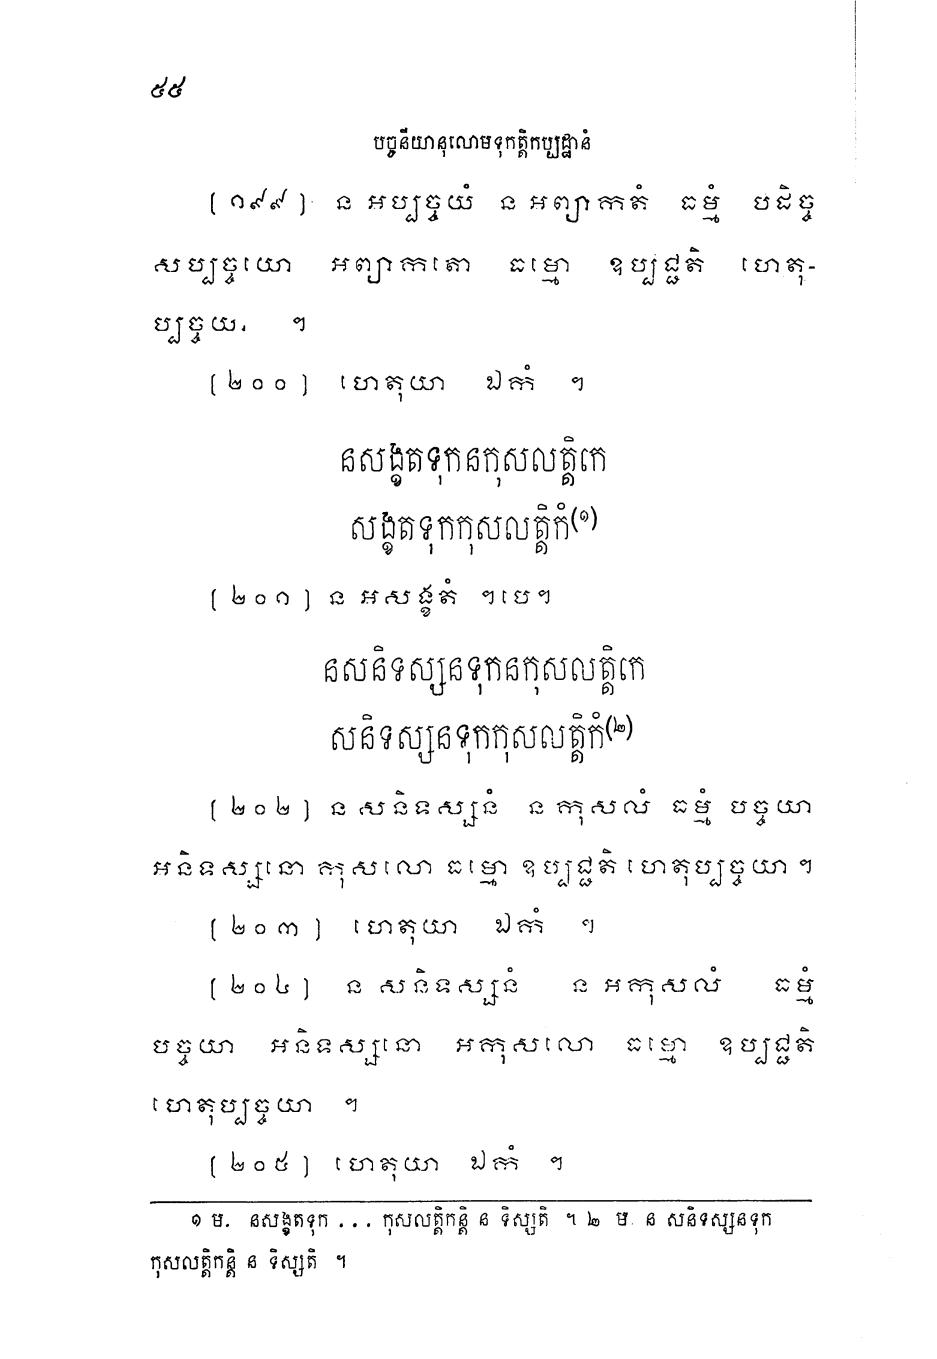 ៥៥
បច្ចនីយានុលោមទុកត្តិកប្បដ្ឋានំ
(១៩៩) ន អប្បច្ចយំ ន អព្យាកតំ ធម្មំ បដិច្ច
សប្បច្ចយោ អព្យាកតោ ធម្មោ ឧប្បជ្ជតិ ហេតុ-
ប្បច្ចយា ។
(២០០) ហេតុយា ឯកំ ។
នសង្ខតទុកនកុសលត្តិកេ
សង្ខតទុកកុសលត្តិកំ(១)
(២០១) ន អសង្ខតំ ។បេ។
នសនិទស្សនទុកនកុសលត្តិកេ
សនិទស្សនទុកកុសលត្តិកំ(២)
(២០២) ន សនិទស្សនំ ន កុសលំ ធម្មំ បច្ចយា
អនិទស្សនោ កុសលោ ធម្មោ ឧប្បជ្ជតិ ហេតុប្បច្ចយា ។
(២០៣) ហេតុយា ឯកំ ។
(២០៤) ន សនិទស្សនំ ន អកុសលំ ធម្មំ
បច្ចយា អនិទស្សនោ អកុសលោ ធម្មោ ឧប្បជ្ជតិ
ហេតុប្បច្ចយា ។
(២០៥) ហេតុយា ឯកំ ។
១ ម. នសង្ខតទុក ... កុសលត្តិកន្តិ ន ទិស្សតិ ។ ២ ម. ន សនិទស្សនទុក
កុសលត្តិកន្តិ ន ទិស្សតិ ។